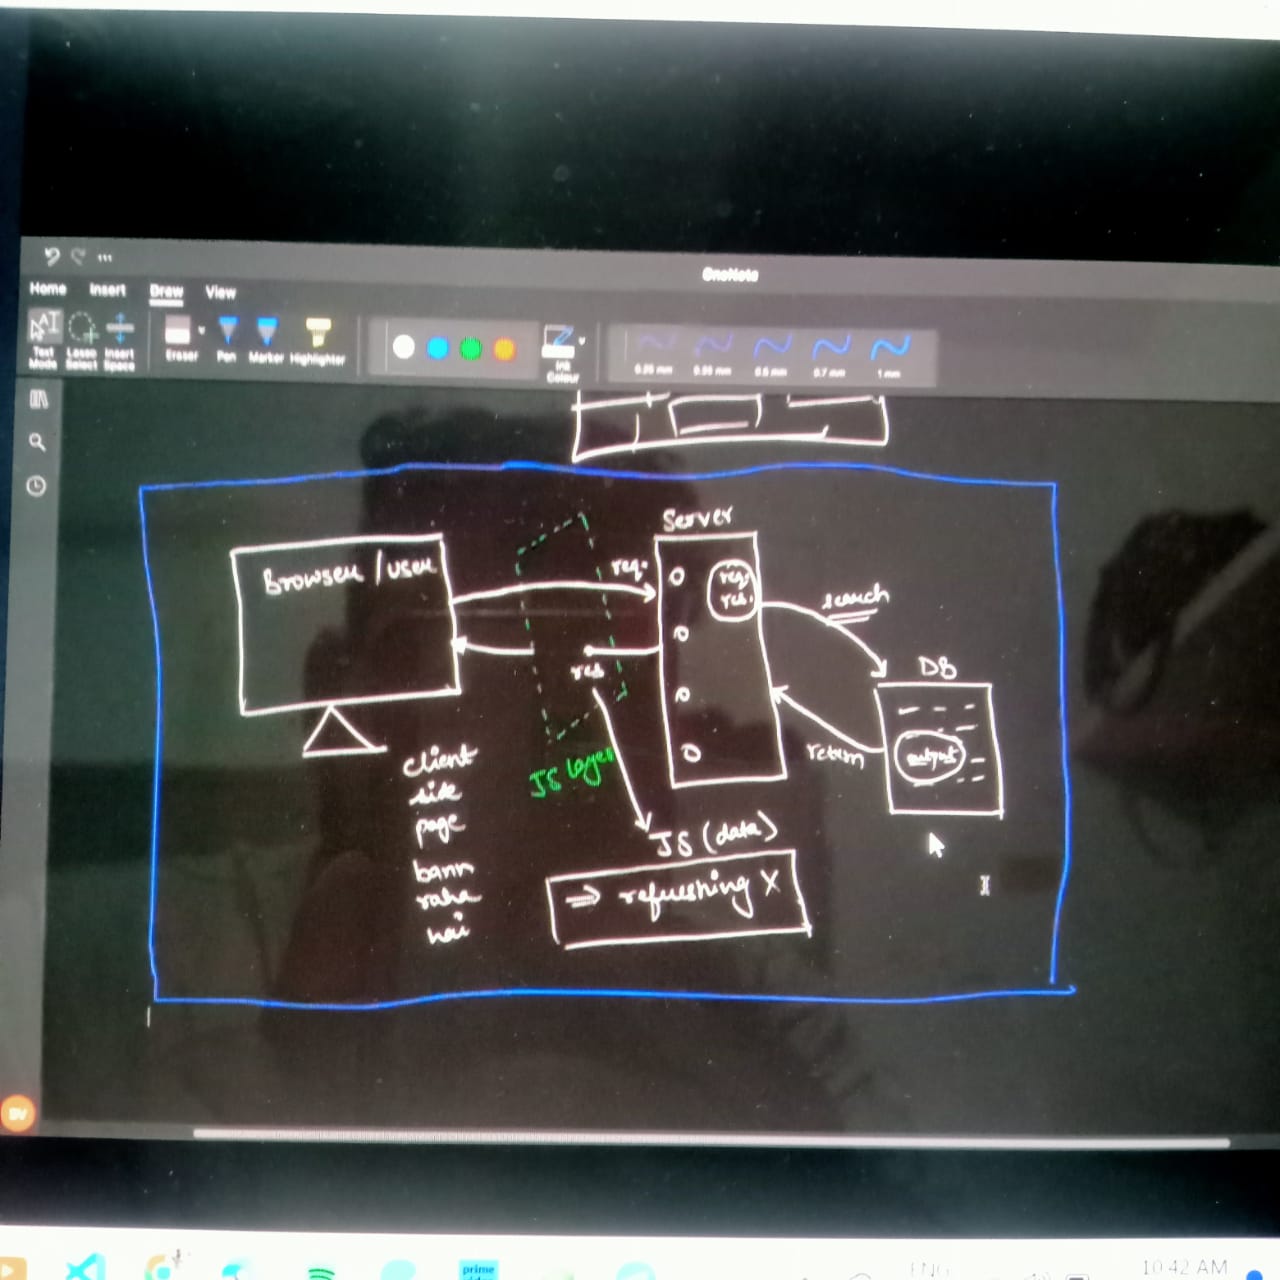 OneNote
Home Insert Draw View
Text Mode
Lasso Select
Insert Space
Eraser
Pen
Marker
Highlighter
Ink Colour
0.25 mm
0.35 mm
0.5 mm
0.7 mm
1 mm
Server
Browser / user
req.
req.
res.
search
res
DB
return
output
client
side
page
bann
raha
hai
JS layer
JS (data)
⇒ refreshing X
prime
ENG
10:42 AM